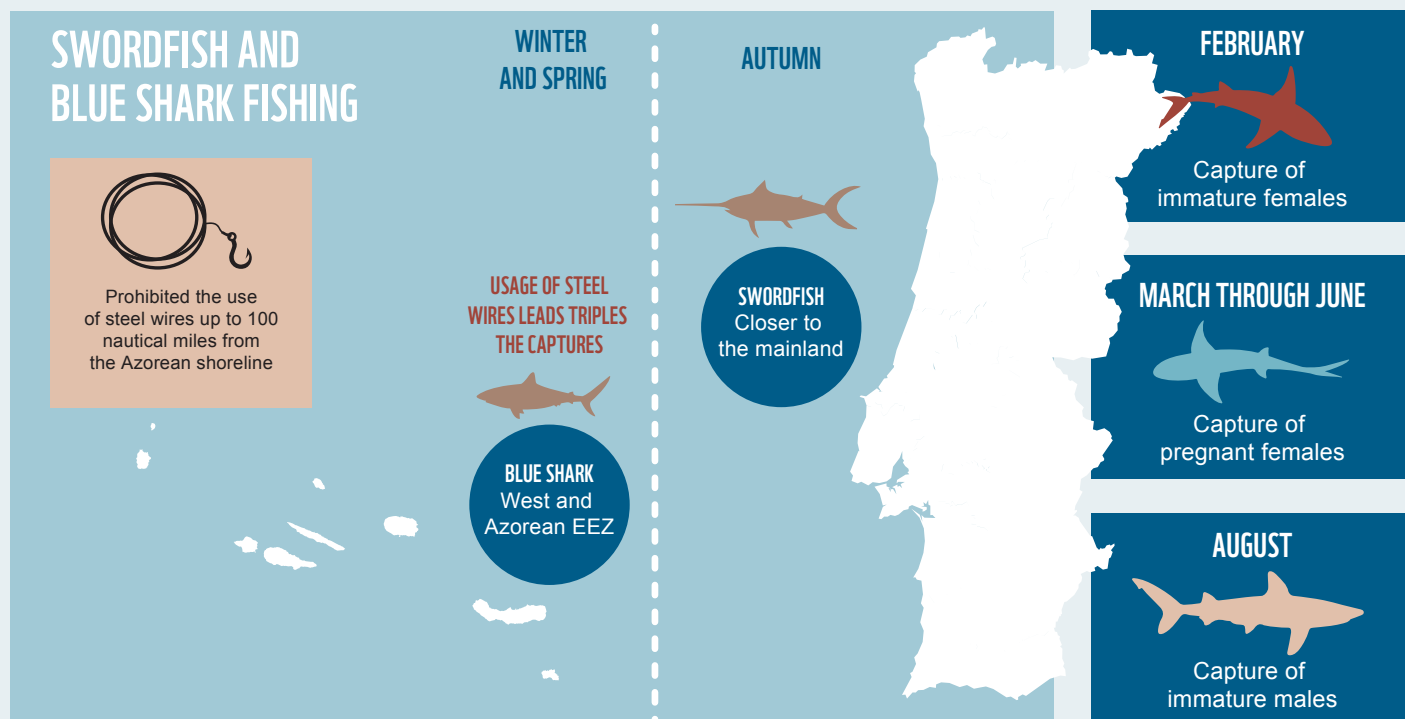 SWORDFISH AND
BLUE SHARK FISHING
Prohibited the use
of steel wires up to 100
nautical miles from
the Azorean shoreline
WINTER
AND SPRING
USAGE OF STEEL
WIRES LEADS TRIPLES
THE CAPTURES
BLUE SHARK
West and
Azorean EEZ
AUTUMN
SWORDFISH
Closer to
the mainland
FEBRUARY
Capture of
immature females
MARCH THROUGH JUNE
Capture of
pregnant females
AUGUST
Capture of
immature males